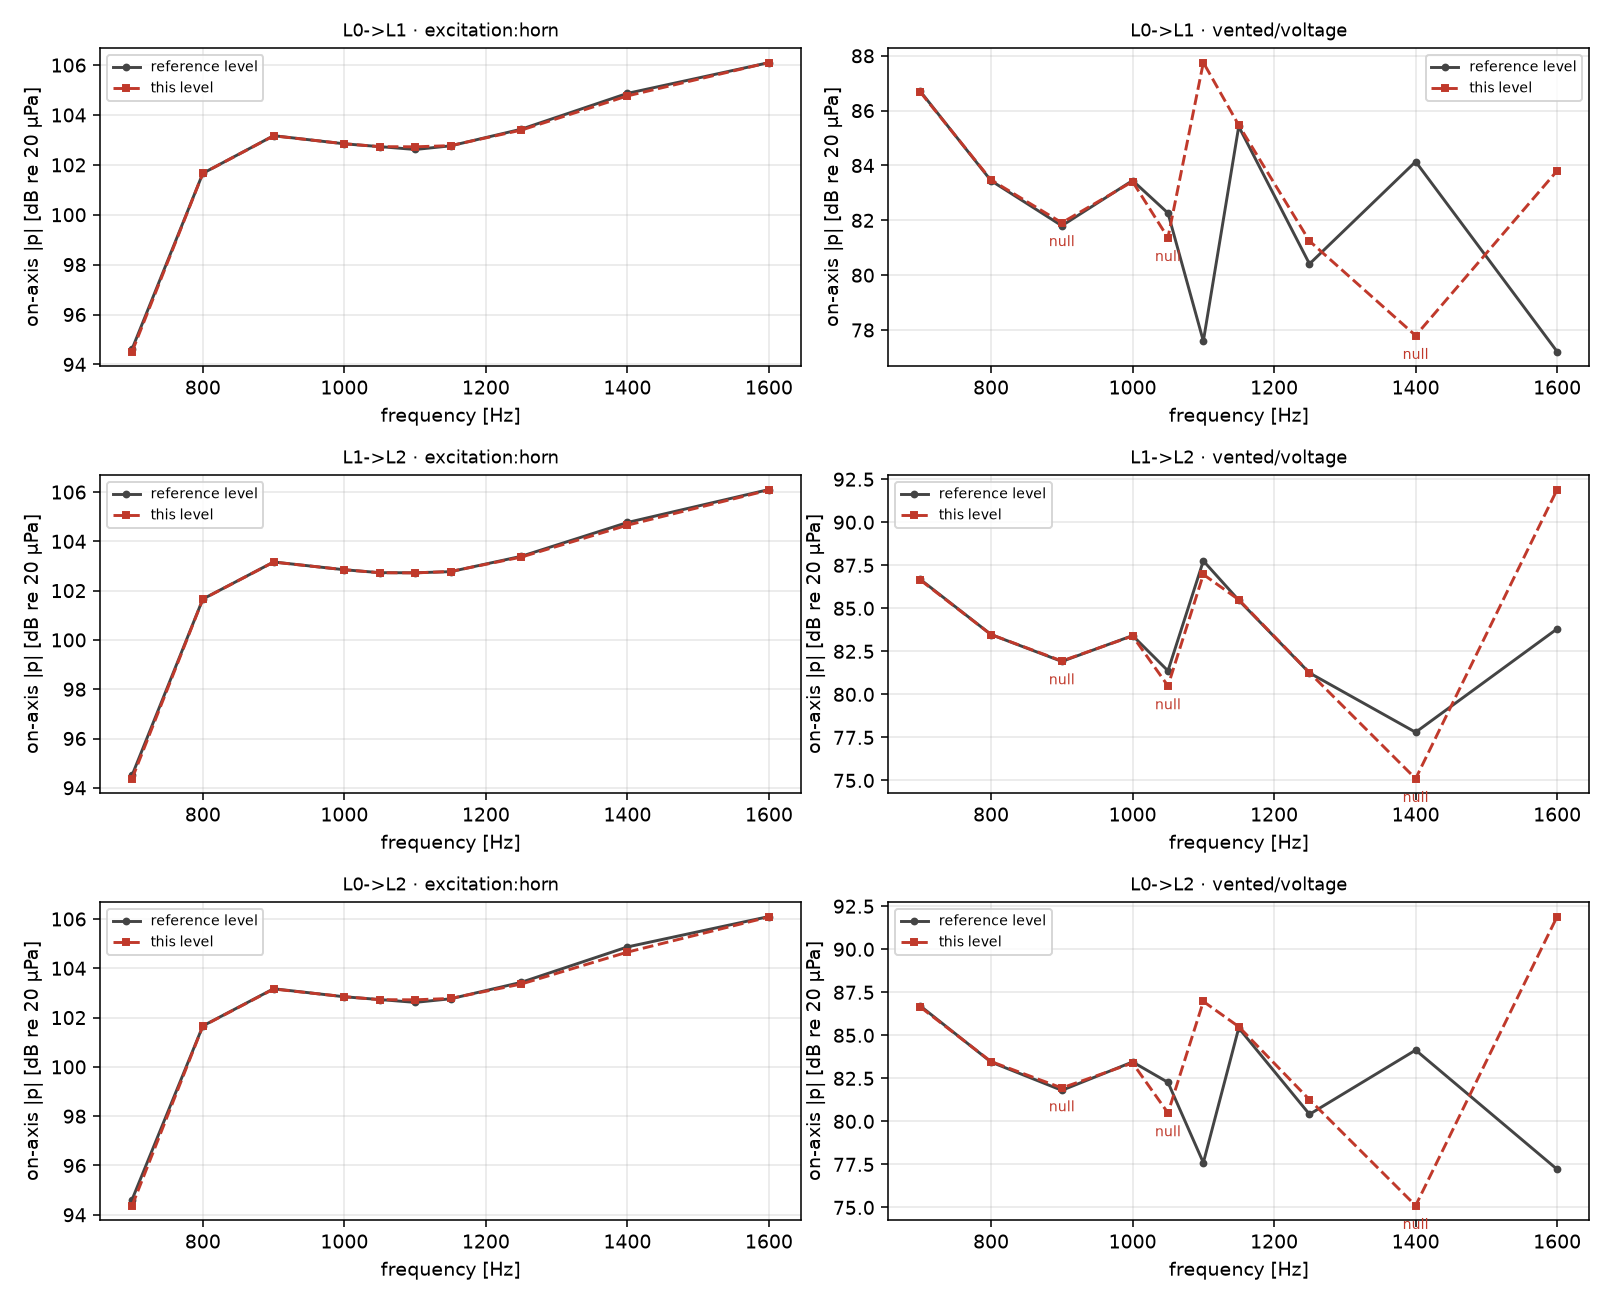 L0->L1 · excitation:horn
on-axis |p| [dB re 20 µPa]
106
104
102
100
98
96
94
reference level
this level
800
1000
1200
1400
1600
frequency [Hz]
L0->L1 · vented/voltage
on-axis |p| [dB re 20 µPa]
88
86
84
82
80
78
reference level
this level
null
null
null
800
1000
1200
1400
1600
frequency [Hz]
L1->L2 · excitation:horn
on-axis |p| [dB re 20 µPa]
106
104
102
100
98
96
94
reference level
this level
800
1000
1200
1400
1600
frequency [Hz]
L1->L2 · vented/voltage
on-axis |p| [dB re 20 µPa]
92.5
90.0
87.5
85.0
82.5
80.0
77.5
75.0
reference level
this level
null
null
null
800
1000
1200
1400
1600
frequency [Hz]
L0->L2 · excitation:horn
on-axis |p| [dB re 20 µPa]
106
104
102
100
98
96
94
reference level
this level
800
1000
1200
1400
1600
frequency [Hz]
L0->L2 · vented/voltage
on-axis |p| [dB re 20 µPa]
92.5
90.0
87.5
85.0
82.5
80.0
77.5
75.0
reference level
this level
null
null
null
800
1000
1200
1400
1600
frequency [Hz]